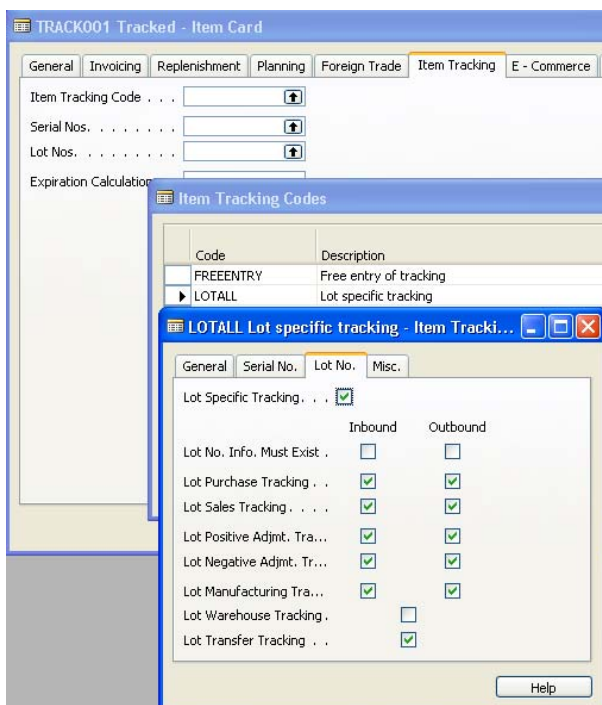 TRACK001 Tracked - Item Card
General Invoicing Replenishment Planning Foreign Trade Item Tracking E - Commerce
Item Tracking Code . . .
Serial Nos. . . . . . . . .
Lot Nos. . . . . . . . . .
Expiration Calculation
Item Tracking Codes
Code Description
FREEENTRY Free entry of tracking
LOTALL Lot specific tracking
LOTALL Lot specific tracking - Item Tracki...
General Serial No. Lot No. Misc.
Lot Specific Tracking. . . .
Inbound Outbound
Lot No. Info. Must Exist .
Lot Purchase Tracking . .
Lot Sales Tracking. . . . .
Lot Positive Adjmt. Tra...
Lot Negative Adjmt. Tr...
Lot Manufacturing Tra...
Lot Warehouse Tracking.
Lot Transfer Tracking . .
Help